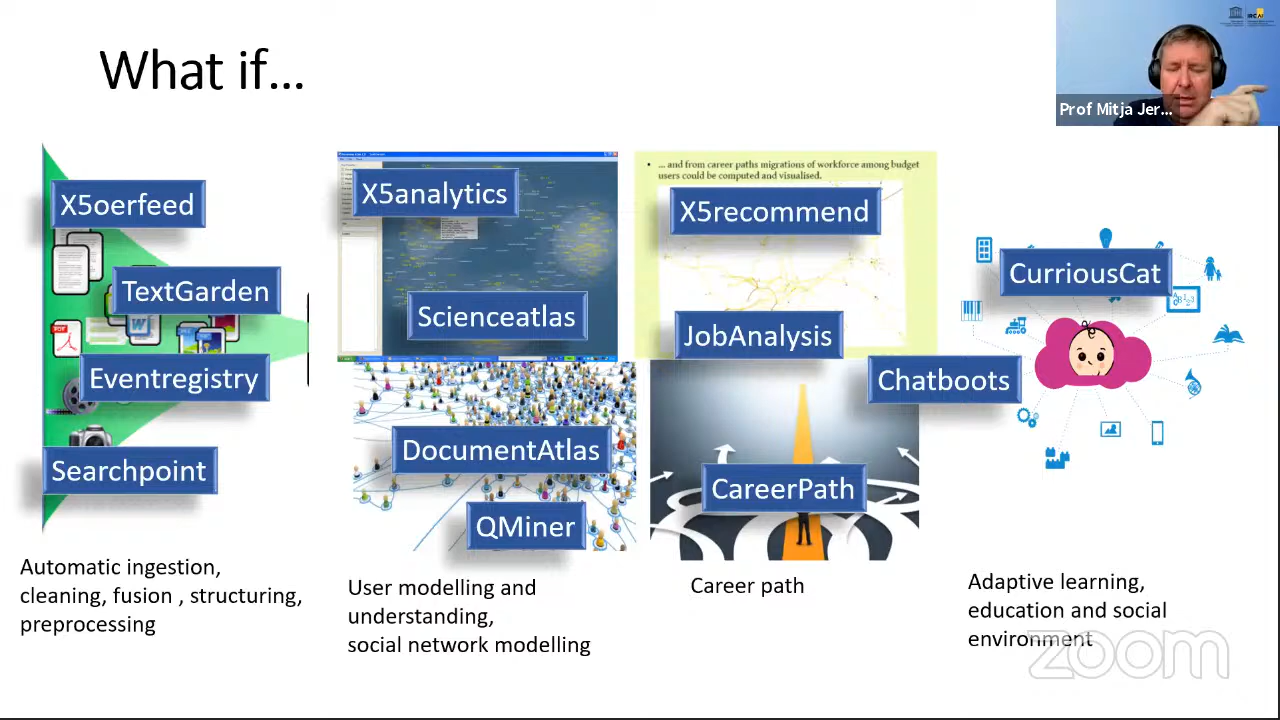 What if...
IRCAI
Prof Mitja Jer...
X5oerfeed
TextGarden
Eventregistry
Searchpoint
PDF
W
Automatic ingestion,
cleaning, fusion , structuring,
preprocessing
X5analytics
Scienceatlas
DocumentAtlas
QMiner
User modelling and
understanding,
social network modelling
• ... and from career paths migrations of workforce among budget
users could be computed and visualised.
X5recommend
JobAnalysis
CareerPath
Career path
CurriousCat
Chatboots
Adaptive learning,
education and social
environment
zoom